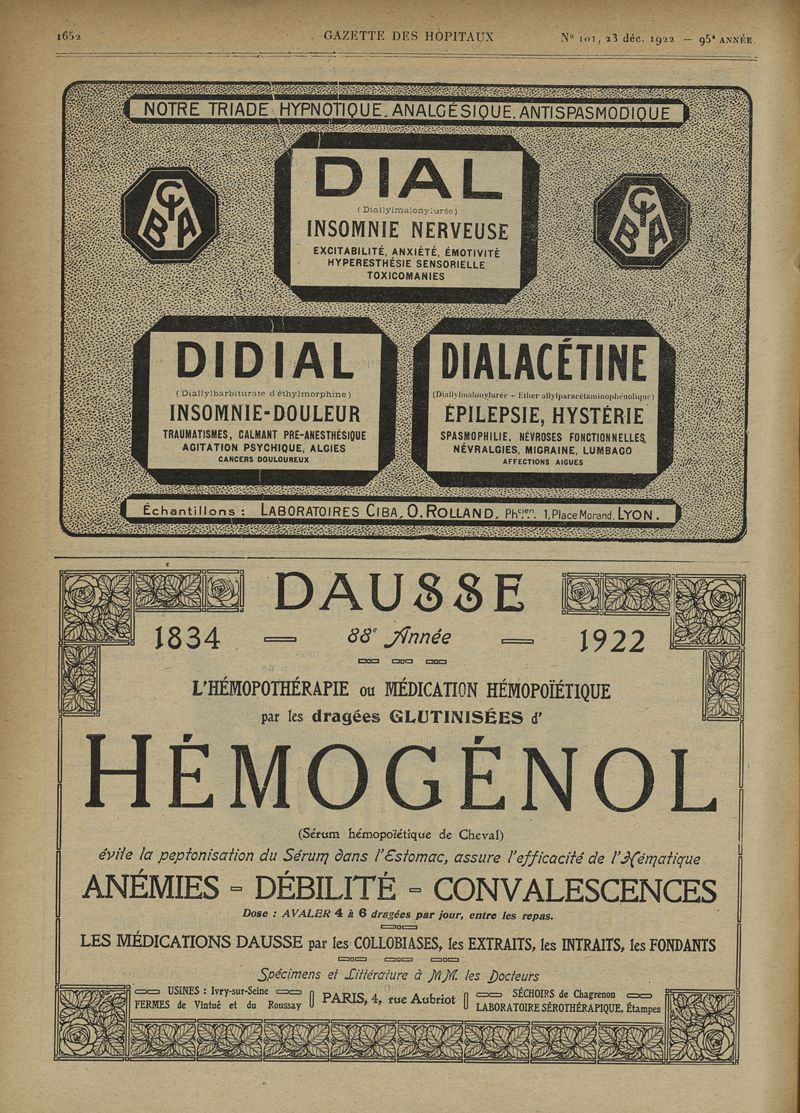 1652
GAZETTE DES HÔPITAUX
Nº 101, 23 déc. 1922 — 95ᵉ ANNÉE.
NOTRE TRIADE HYPNOTIQUE. ANALGÉSIQUE. ANTISPASMODIQUE
CIBA
DIAL
(Diallylmalonylurée)
INSOMNIE NERVEUSE
EXCITABILITÉ, ANXIÉTÉ, ÉMOTIVITÉ
HYPERESTHÉSIE SENSORIELLE
TOXICOMANIES
CIBA
DIDIAL
(Diallylbarbiturate d'éthylmorphine)
INSOMNIE-DOULEUR
TRAUMATISMES, CALMANT PRÉ-ANESTHÉSIQUE
AGITATION PSYCHIQUE, ALGIES
CANCERS DOULOUREUX
DIALACÉTINE
(Diallylmalonylurée + Ether allylparacétaminophénolique)
ÉPILEPSIE, HYSTÉRIE
SPASMOPHILIE, NÉVROSES FONCTIONNELLES,
NÉVRALGIES, MIGRAINE, LUMBAGO
AFFECTIONS AIGUES
Échantillons : LABORATOIRES CIBA, O. ROLLAND, Phcien. 1, Place Morand, LYON.
DAUSSE
1834 — 88ᵉ Année — 1922
L'HÉMOPOTHÉRAPIE ou MÉDICATION HÉMOPOÏÉTIQUE
par les dragées GLUTINISÉES d'
HÉMOGÉNOL
(Sérum hémopoïétique de Cheval)
évite la peptonisation du Sérum dans l'Estomac, assure l'efficacité de l'Hématique
ANÉMIES - DÉBILITÉ - CONVALESCENCES
Dose : AVALER 4 à 6 dragées par jour, entre les repas.
LES MÉDICATIONS DAUSSE par les COLLOBIASES, les EXTRAITS, les INTRAITS, les FONDANTS
Spécimens et Littérature à MM. les Docteurs
USINES : Ivry-sur-Seine
FERMES de Vintué et du Roussay
PARIS, 4, rue Aubriot
SÉCHOIRS de Chagrenon
LABORATOIRE SÉROTHÉRAPIQUE, Étampes